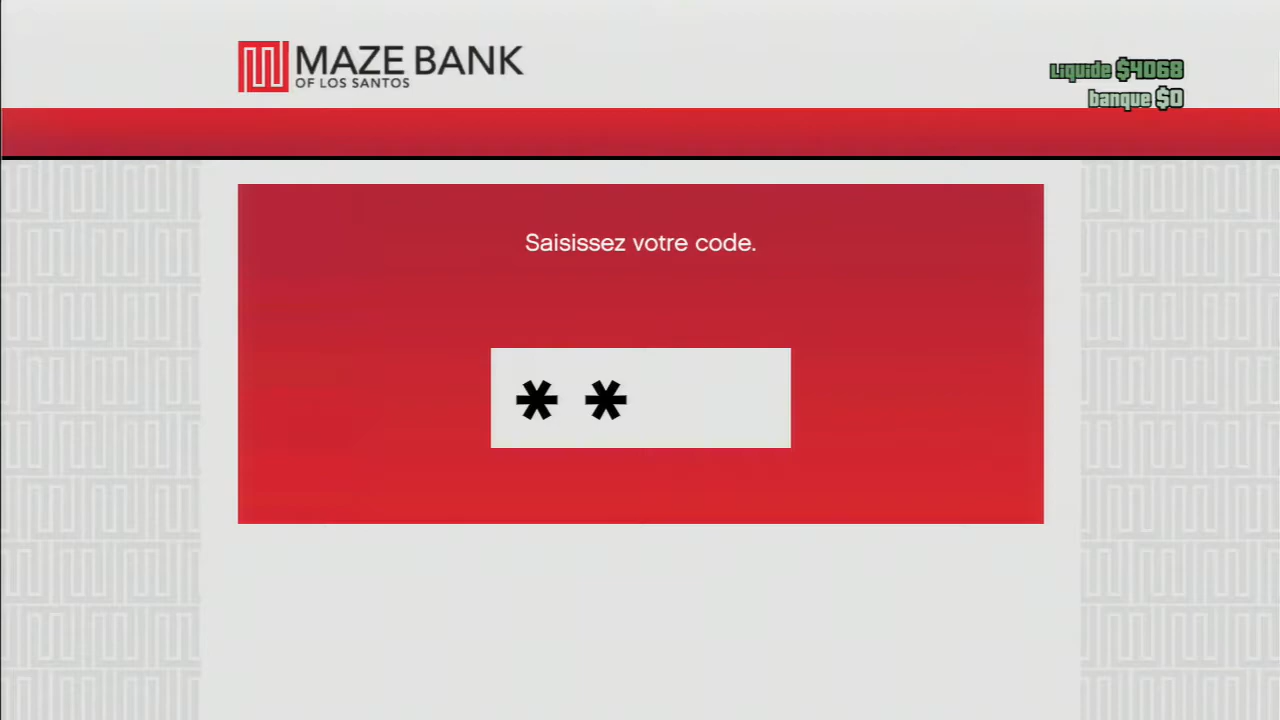 MAZE BANK
OF LOS SANTOS
Liquide $4068
banque $0
Saisissez votre code.
* *